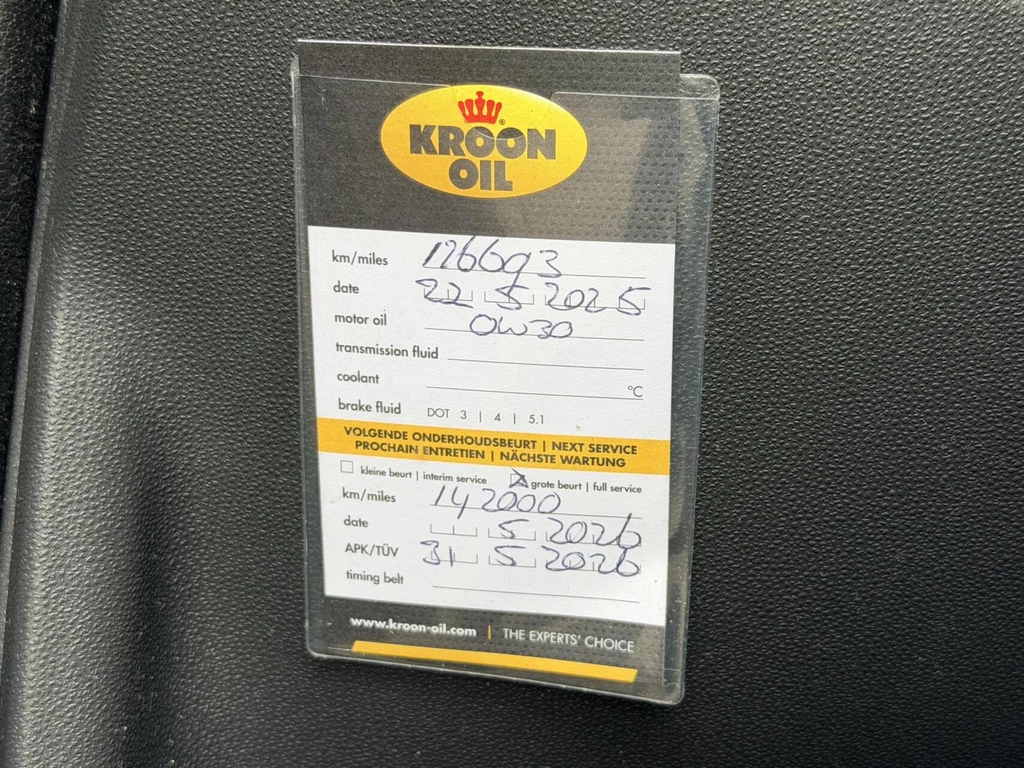 KROON
OIL
km/miles 126693
date 22 5 2025
motor oil 0W30
transmission fluid
coolant °C
brake fluid DOT 3 | 4 | 5.1
VOLGENDE ONDERHOUDSBEURT | NEXT SERVICE
PROCHAIN ENTRETIEN | NÄCHSTE WARTUNG
kleine beurt | interim service grote beurt | full service
km/miles 142000
date 5 2026
APK/TÜV 31 5 2026
timing belt
www.kroon-oil.com | THE EXPERTS' CHOICE